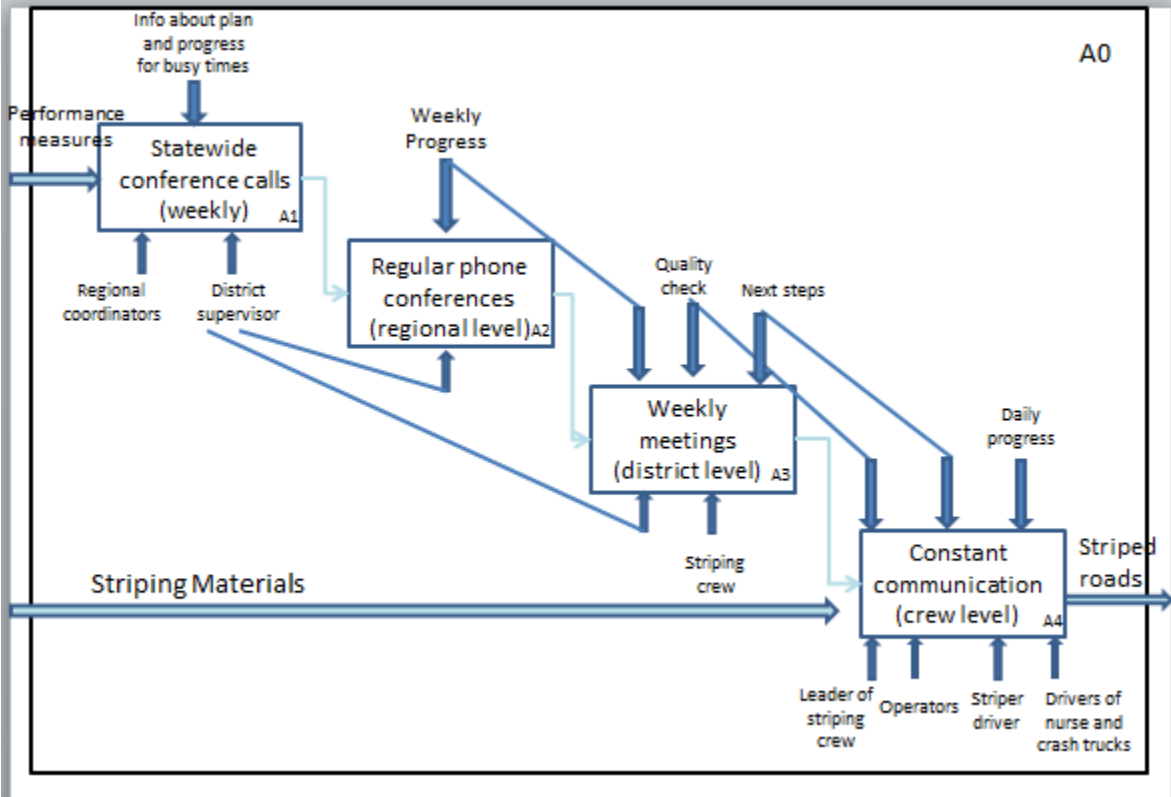 Info about plan
and progress
for busy times
A0
Performance
measures
Statewide
conference calls
(weekly)
A1
Weekly
Progress
Regional
coordinators
District
supervisor
Regular phone
conferences
(regional level)
A2
Quality
check
Next steps
Weekly
meetings
(district level)
A3
Daily
progress
Striping
crew
Striping Materials
Constant
communication
(crew level)
A4
Striped
roads
Leader of
striping
crew
Operators
Striper
driver
Drivers of
nurse and
crash trucks